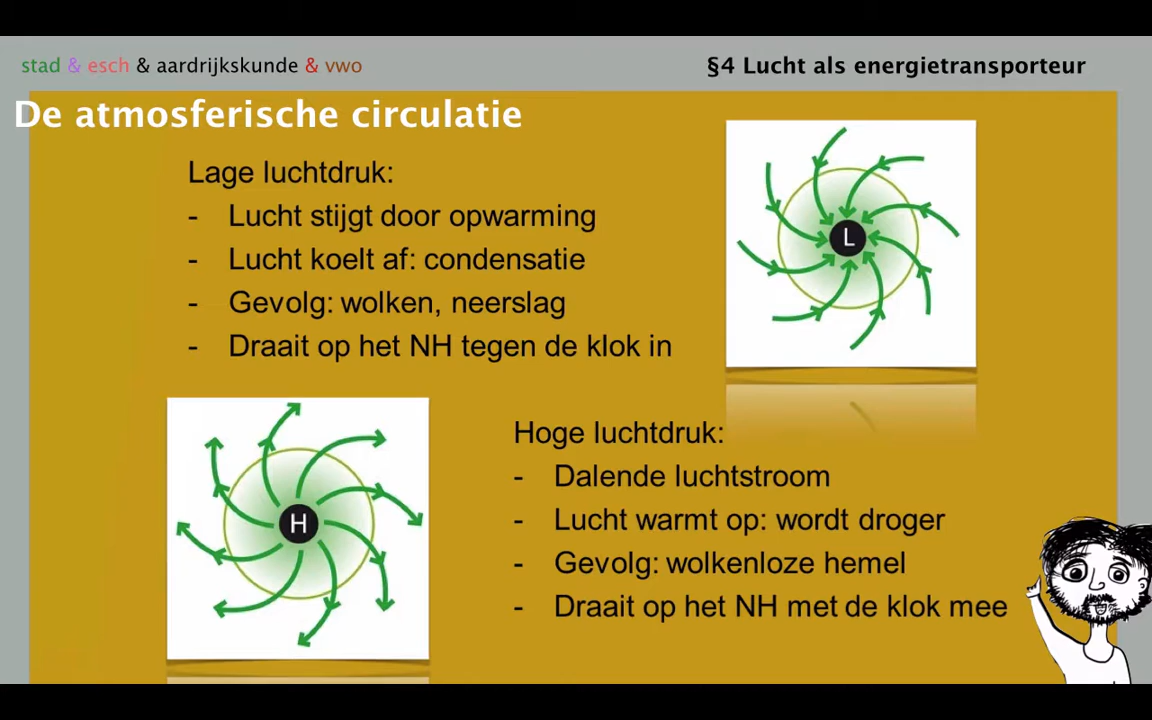 stad & esch & aardrijkskunde & vwo
§4 Lucht als energietransporteur
De atmosferische circulatie
Lage luchtdruk:
- Lucht stijgt door opwarming
- Lucht koelt af: condensatie
- Gevolg: wolken, neerslag
- Draait op het NH tegen de klok in
L
H
Hoge luchtdruk:
- Dalende luchtstroom
- Lucht warmt op: wordt droger
- Gevolg: wolkenloze hemel
- Draait op het NH met de klok mee